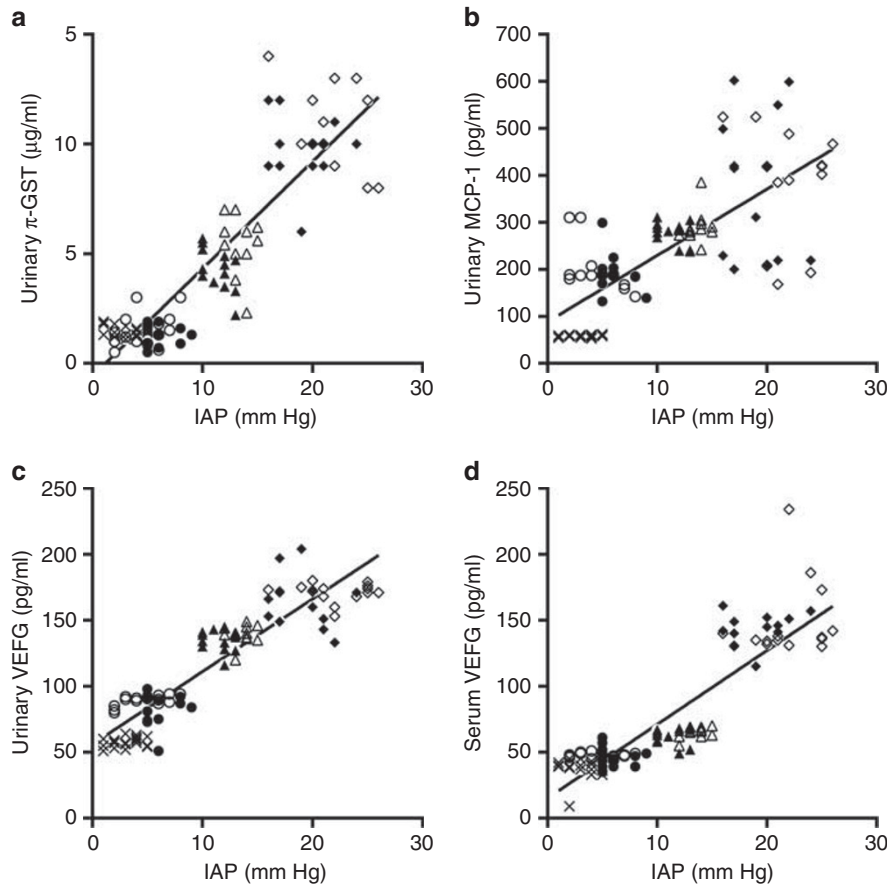 a
5
10
5
2
0
0 10 20 30
Urinary π-GST (µg/ml)
IAP (mm Hg)
b
700
600
500
400
300
200
100
0
0 10 20 30
Urinary MCP-1 (pg/ml)
IAP (mm Hg)
c
250
200
150
100
50
0
0 10 20 30
Urinary VEFG (pg/ml)
IAP (mm Hg)
d
250
200
150
100
50
0
0 10 20 30
Serum VEFG (pg/ml)
IAP (mm Hg)